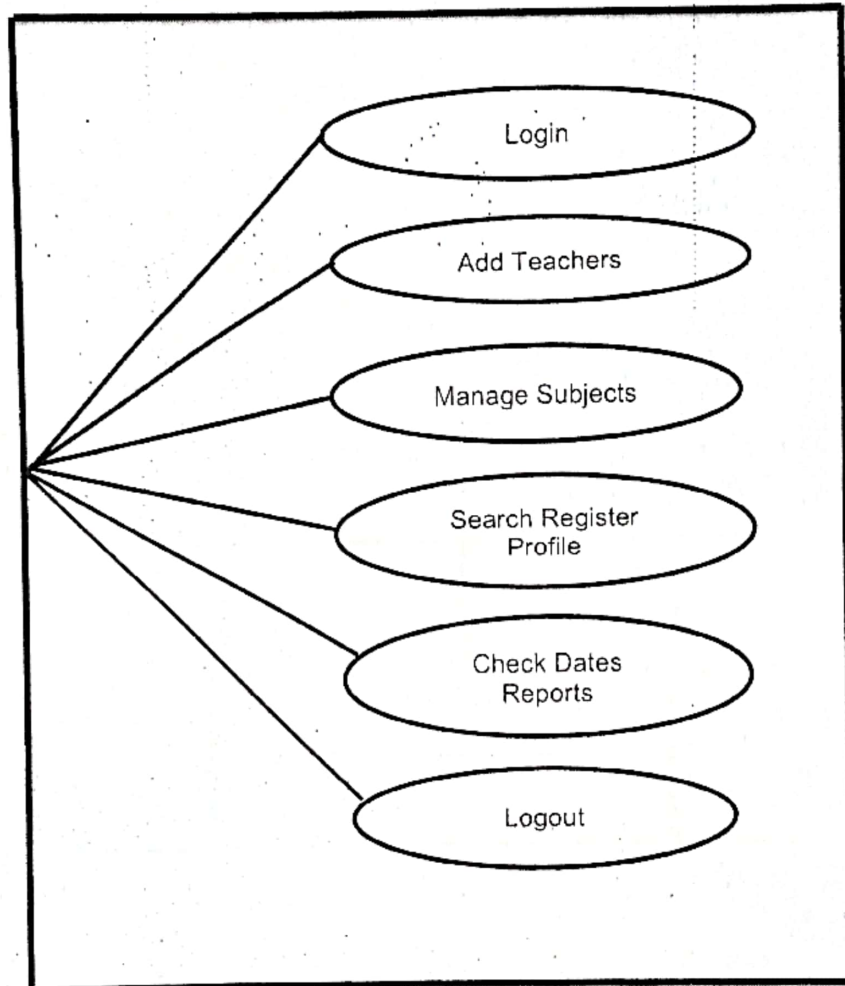 Login
Add Teachers
Manage Subjects
Search Register
Profile
Check Dates
Reports
Logout